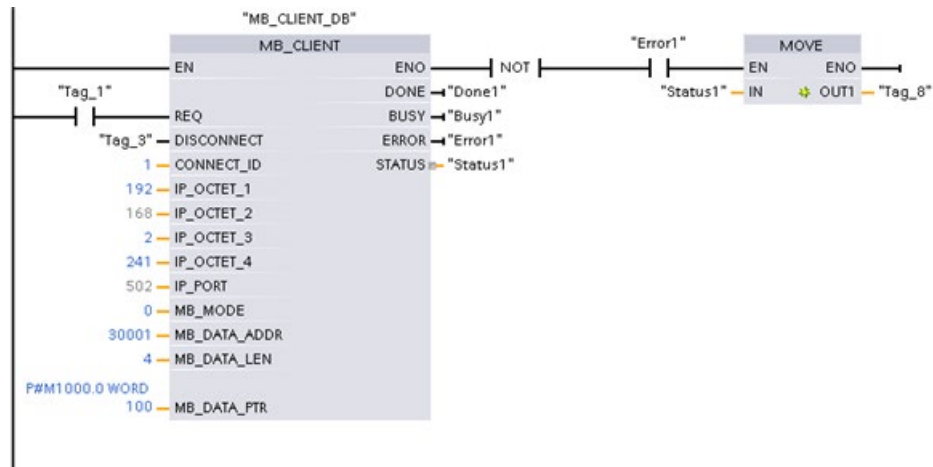 "MB_CLIENT_DB"
MB_CLIENT
"Error1"
MOVE
EN ENO
NOT
EN ENO
"Tag_1"
DONE "Done1"
"Status1" IN OUT1 "Tag_8"
REQ BUSY "Busy1"
"Tag_3" DISCONNECT ERROR "Error1"
1 CONNECT_ID STATUS "Status1"
192 IP_OCTET_1
168 IP_OCTET_2
2 IP_OCTET_3
241 IP_OCTET_4
502 IP_PORT
0 MB_MODE
30001 MB_DATA_ADDR
4 MB_DATA_LEN
P#M1000.0 WORD
100 MB_DATA_PTR